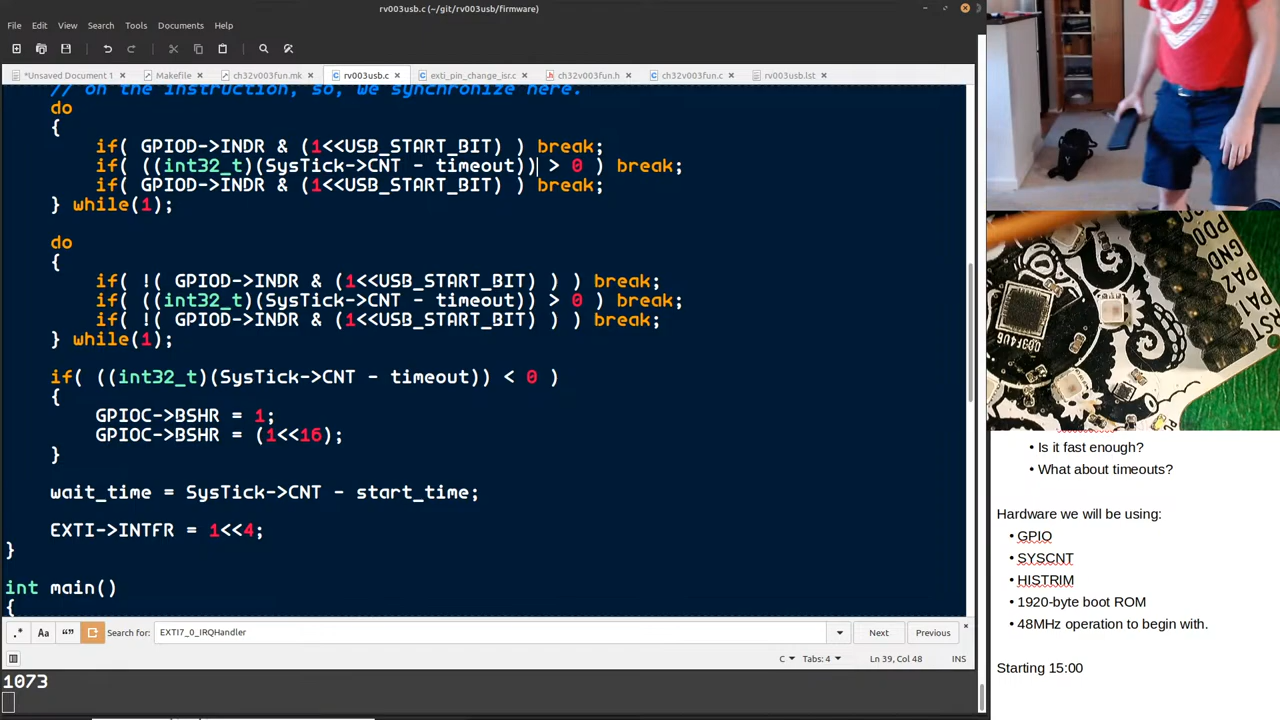 rv003usb.c (~/git/rv003usb/firmware)
File Edit View Search Tools Documents Help
*Unsaved Document 1 Makefile ch32v003fun.mk rv003usb.c exti_pin_change_isr.c ch32v003fun.h ch32v003fun.c rv003usb.lst
// on the instruction, so, we synchronize here.
do
{
if( GPIOD->INDR & (1<<USB_START_BIT) ) break;
if( ((int32_t)(SysTick->CNT - timeout)) > 0 ) break;
if( GPIOD->INDR & (1<<USB_START_BIT) ) break;
} while(1);
do
{
if( !( GPIOD->INDR & (1<<USB_START_BIT) ) ) break;
if( ((int32_t)(SysTick->CNT - timeout)) > 0 ) break;
if( !( GPIOD->INDR & (1<<USB_START_BIT) ) ) break;
} while(1);
if( ((int32_t)(SysTick->CNT - timeout)) < 0 )
{
GPIOC->BSHR = 1;
GPIOC->BSHR = (1<<16);
}
wait_time = SysTick->CNT - start_time;
EXTI->INTFR = 1<<4;
}
int main()
{
.* Aa “” Search for: EXTI7_0_IRQHandler Next Previous
C Tabs: 4 Ln 39, Col 48 INS
1073
PD0
GND
PA2
PA1
• Is it fast enough?
• What about timeouts?
Hardware we will be using:
• GPIO
• SYSCNT
• HISTRIM
• 1920-byte boot ROM
• 48MHz operation to begin with.
Starting 15:00